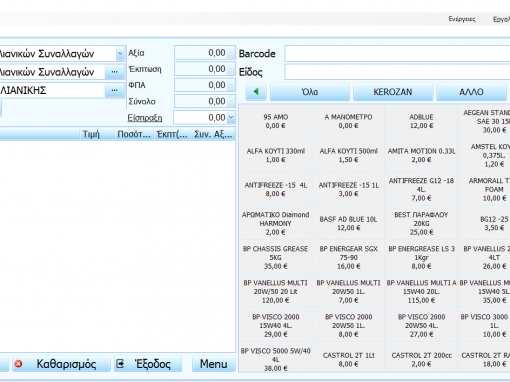 Ενέργειες
λιανικών Συναλλαγών
Αξία 0,00
Barcode
λιανικών Συναλλαγών ...
Έκπτωση 0,00
Είδος
ΛΙΑΝΙΚΗΣ ...
ΦΠΑ 0,00
Όλα KEROZAN ΑΛΛΟ
Σύνολο 0,00
Είσπραξη 0,00
Τιμή Ποσότ... Έκπτ(... Συν. Αξ...
95 ΑΜΟ
0,00 €
Α ΜΑΝΟΜΕΤΡΟ
0,00 €
ADBLUE
12,00 €
AEGEAN STAND
SAE 30 15
30,00 €
ALFA ΚΟΥΤΙ 330ml
1,00 €
ALFA ΚΟΥΤΙ 500ml
1,50 €
AMITA MOTION 0.33L
2,00 €
AMSTEL ΚΟΥ
0,375L.
1,20 €
ANTIFREEZE -15 4L
8,00 €
ANTIFREEZE -15 1L
3,00 €
ANTIFREEZE G12 -18
4L.
7,00 €
ARMORALL T
FOAM
10,00 €
ΑΡΩΜΑΤΙΚΟ Diamond
HARMONY
2,00 €
BASF AD BLUE 10L
12,00 €
BEST ΠΑΡΑΦΛΟΥ
20KG
25,00 €
BG12 -25
3,50 €
BP CHASSIS GREASE
5KG
35,00 €
BP ENERGEAR SGX
75-90
16,00 €
BP ENERGREASE LS 3
1Kgr
8,00 €
BP VANELLUS
4LT
26,00 €
BP VANELLUS MULTI
20W/50 20 Lit
120,00 €
BP VANELLUS MULTI
20W50 1L.
7,00 €
BP VANELLUS MULTI A
15W40 20L.
115,00 €
BP VANELLUS M
15W40 5L
35,00 €
BP VISCO 2000
15W40 4L.
29,00 €
BP VISCO 2000
20W50 1L.
8,00 €
BP VISCO 2000
20W50 4L.
27,00 €
BP VISCO 3000
1L.
10,00 €
BP VISCO 5000 5W/40
4L
38,00 €
CASTROL 2T 1Lt
8,00 €
CASTROL 2T 200cc
2,00 €
CASTROL 2T RA
18,00 €
Καθαρισμός Έξοδος Menu